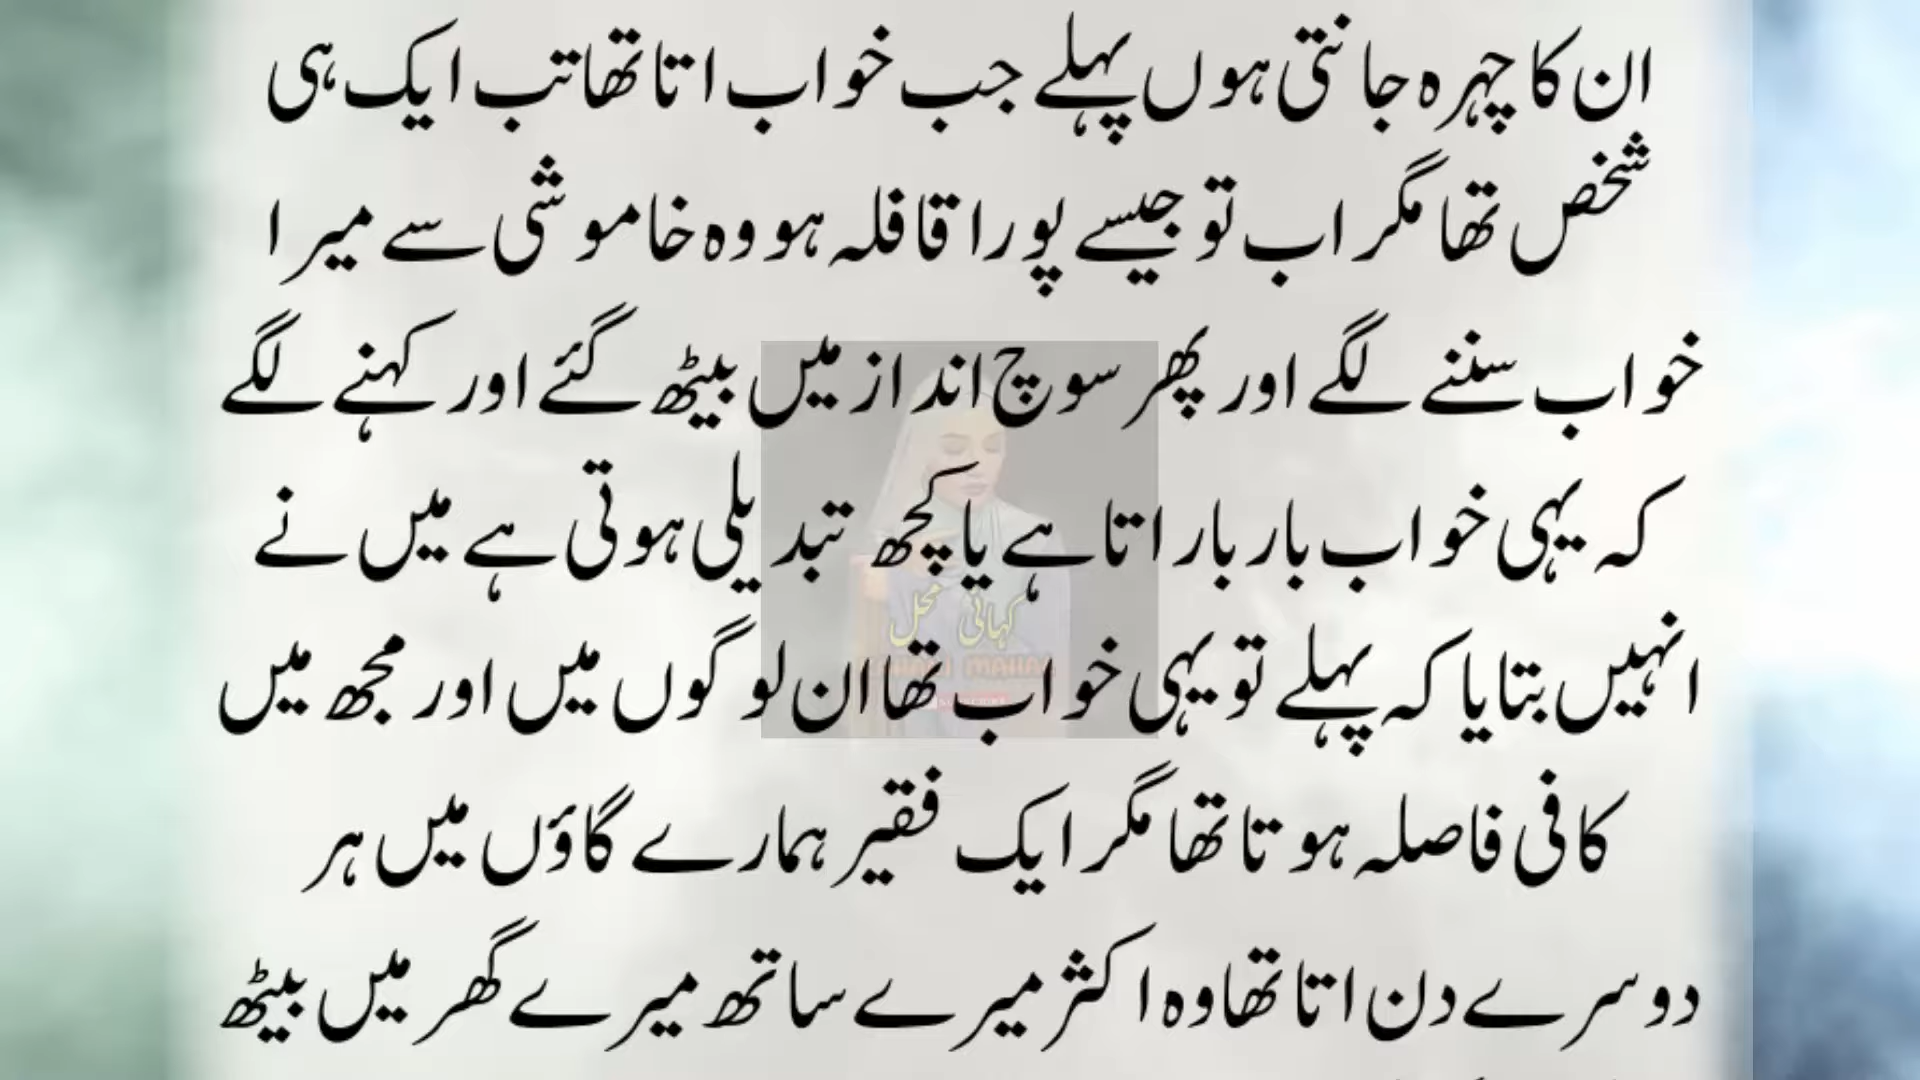 ان کا چہرہ جانتی ہوں پہلے جب خواب اتا تھا تب ایک ہی
شخص تھا مگر اب تو جیسے پورا قافلہ ہو وہ خاموشی سے میرا
خواب سننے لگے اور پھر سوچ انداز میں بیٹھ گئے اور کہنے لگے
کہ یہی خواب بار بار اتا ہے یا کچھ تبدیلی ہوتی ہے میں نے
انہیں بتایا کہ پہلے تو یہی خواب تھا ان لوگوں میں اور مجھ میں
کافی فاصلہ ہوتا تھا مگر ایک فقیر ہمارے گاؤں میں ہر
دوسرے دن اتا تھا وہ اکثر میرے ساتھ میرے گھر میں بیٹھ
کہانی محل
KAHANI MAHAL